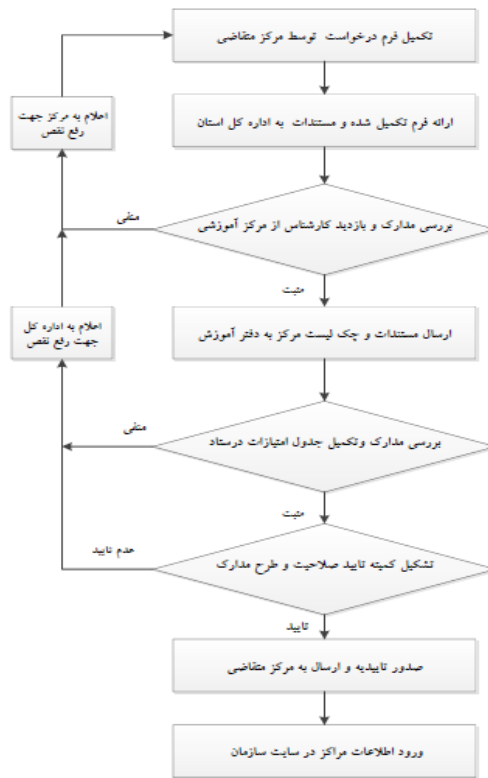 تکمیل فرم درخواست توسط مرکز متقاضی
اعلام به مرکز جهت
رفع نقص
ارائه فرم تکمیل شده و مستندات به اداره کل استان
منفی
بررسی مدارک و بازدید کارشناس از مرکز آموزشی
مثبت
اعلام به اداره کل
جهت رفع نقص
ارسال مستندات و چک لیست مرکز به دفتر آموزش
منفی
بررسی مدارک وتکمیل جدول امتیازات درستاد
مثبت
عدم تایید
تشکیل کمیته تایید صلاحیت و طرح مدارک
تایید
صدور تاییدیه و ارسال به مرکز متقاضی
ورود اطلاعات مراکز در سایت سازمان